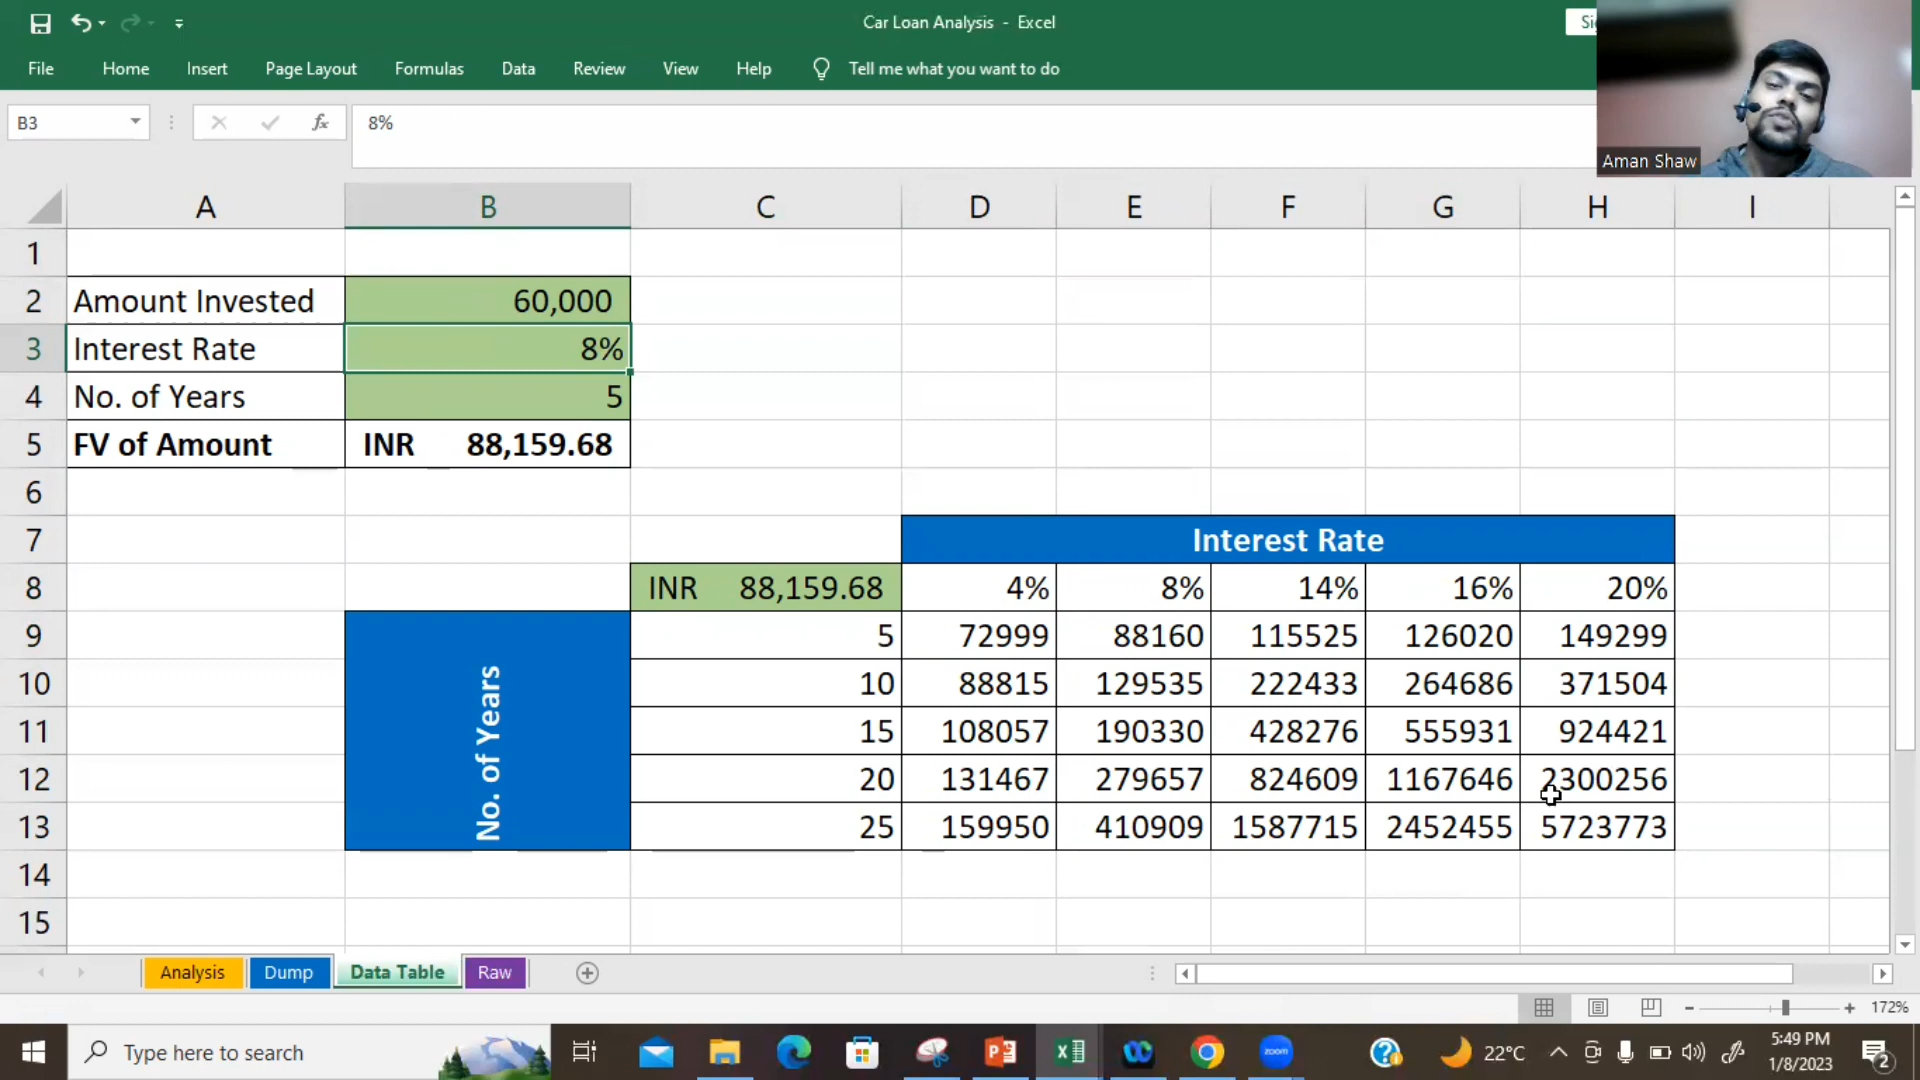 Car Loan Analysis - Excel
File Home Insert Page Layout Formulas Data Review View Help Tell me what you want to do
Aman Shaw
B3 fx 8%
A B C D E F G H I
1
2 Amount Invested 60,000
3 Interest Rate 8%
4 No. of Years 5
5 FV of Amount INR 88,159.68
6
7 Interest Rate
8 INR 88,159.68 4% 8% 14% 16% 20%
No. of Years
9 5 72999 88160 115525 126020 149299
10 10 88815 129535 222433 264686 371504
11 15 108057 190330 428276 555931 924421
12 20 131467 279657 824609 1167646 2300256
13 25 159950 410909 1587715 2452455 5723773
14
15
Analysis Dump Data Table Raw
172%
Type here to search zoom 22°C 5:49 PM
1/8/2023 2